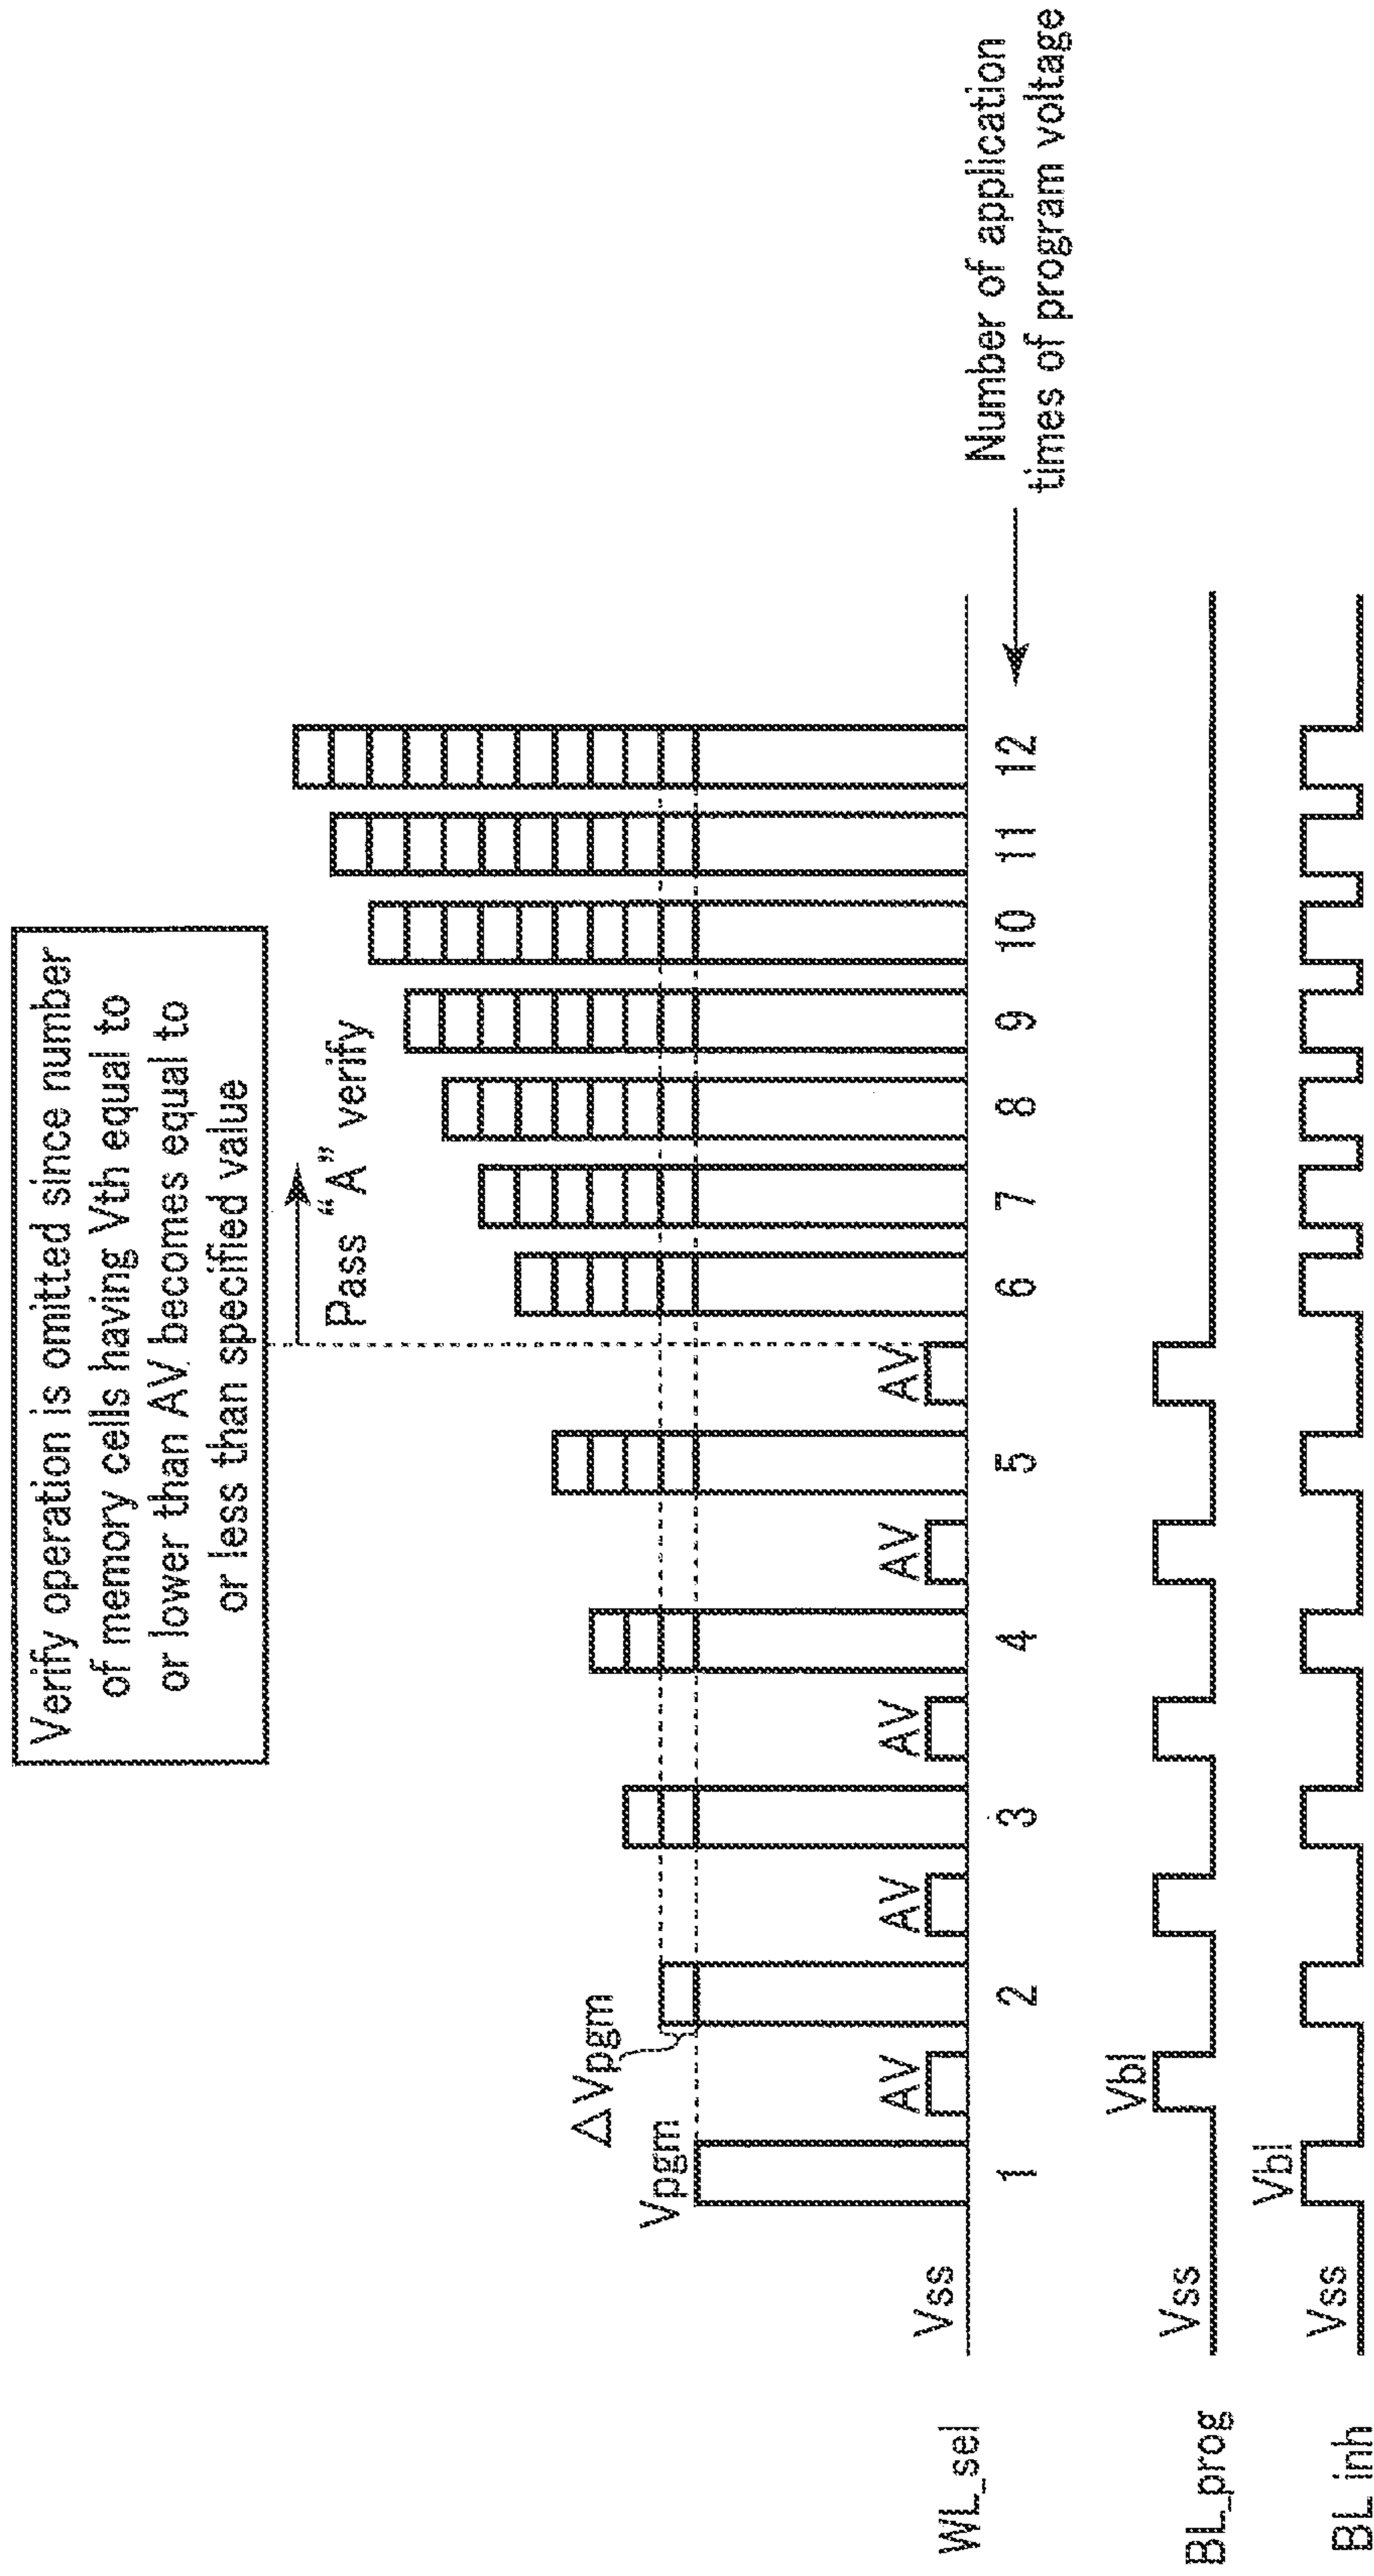 Verify operation is omitted since number
of memory cells having Vth equal to
or lower than AV becomes equal to
or less than specified value
Pass “A” verify
ΔVpgm
Vpgm
AV
AV
AV
AV
AV
WL_sel
Vss
1
2
3
4
5
6
7
8
9
10
11
12
Number of application
times of program voltage
BL_prog
Vss
Vbl
BL inh
Vss
Vbl